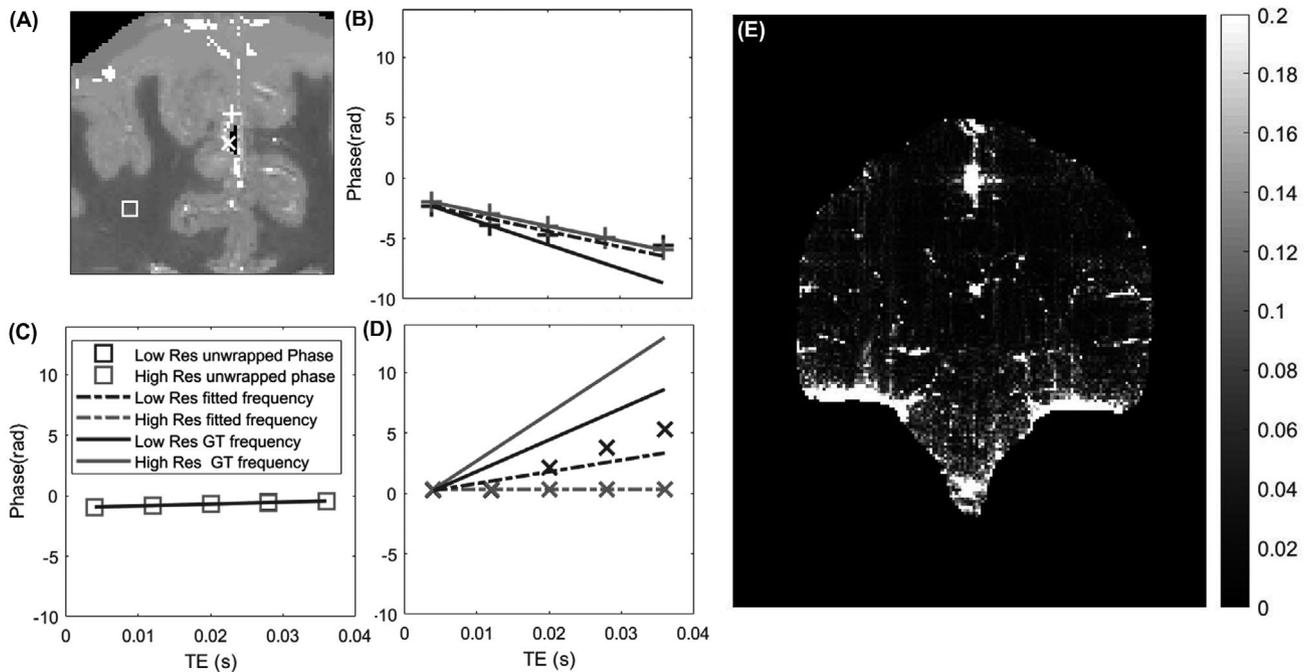 (A)
(B)
10
5
0
-5
-10
Phase(rad)
(C)
Low Res unwrapped Phase
High Res unwrapped phase
Low Res fitted frequency
High Res fitted frequency
Low Res GT frequency
High Res GT frequency
10
5
0
-5
-10
Phase(rad)
0 0.01 0.02 0.03 0.04
TE (s)
(D)
10
5
0
-5
-10
0 0.01 0.02 0.03 0.04
TE (s)
(E)
0.2
0.18
0.16
0.14
0.12
0.1
0.08
0.06
0.04
0.02
0